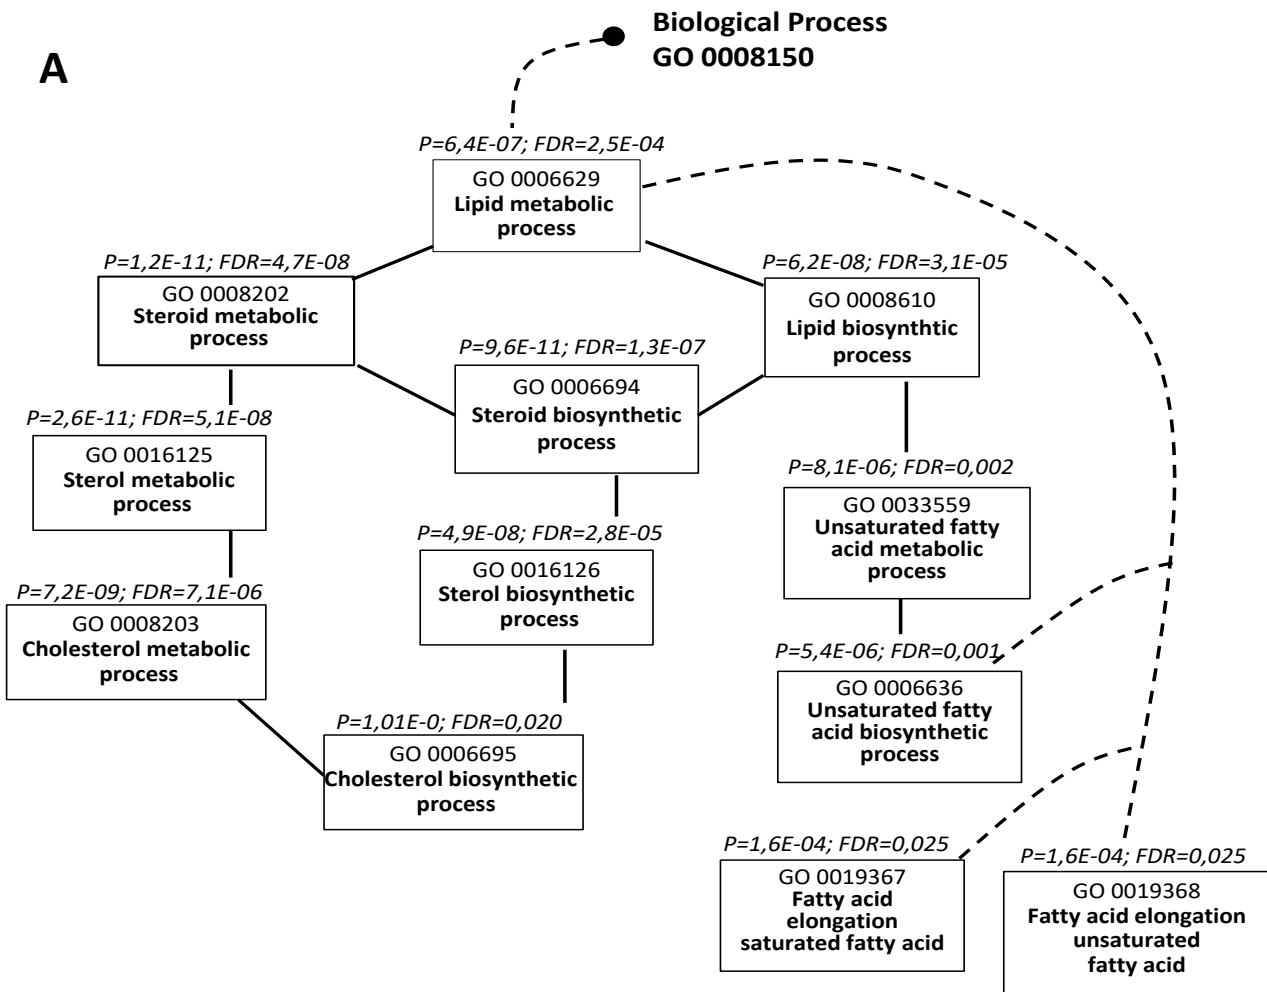 Biological Process
GO 0008150
A
P=6,4E-07; FDR=2,5E-04
GO 0006629
Lipid metabolic
process
P=1,2E-11; FDR=4,7E-08
GO 0008202
Steroid metabolic
process
P=6,2E-08; FDR=3,1E-05
GO 0008610
Lipid biosynthtic
process
P=9,6E-11; FDR=1,3E-07
GO 0006694
Steroid biosynthetic
process
P=2,6E-11; FDR=5,1E-08
GO 0016125
Sterol metabolic
process
P=8,1E-06; FDR=0,002
GO 0033559
Unsaturated fatty
acid metabolic
process
P=4,9E-08; FDR=2,8E-05
GO 0016126
Sterol biosynthetic
process
P=7,2E-09; FDR=7,1E-06
GO 0008203
Cholesterol metabolic
process
P=5,4E-06; FDR=0,001
GO 0006636
Unsaturated fatty
acid biosynthetic
process
P=1,01E-0; FDR=0,020
GO 0006695
Cholesterol biosynthetic
process
P=1,6E-04; FDR=0,025
GO 0019367
Fatty acid
elongation
saturated fatty acid
P=1,6E-04; FDR=0,025
GO 0019368
Fatty acid elongation
unsaturated
fatty acid